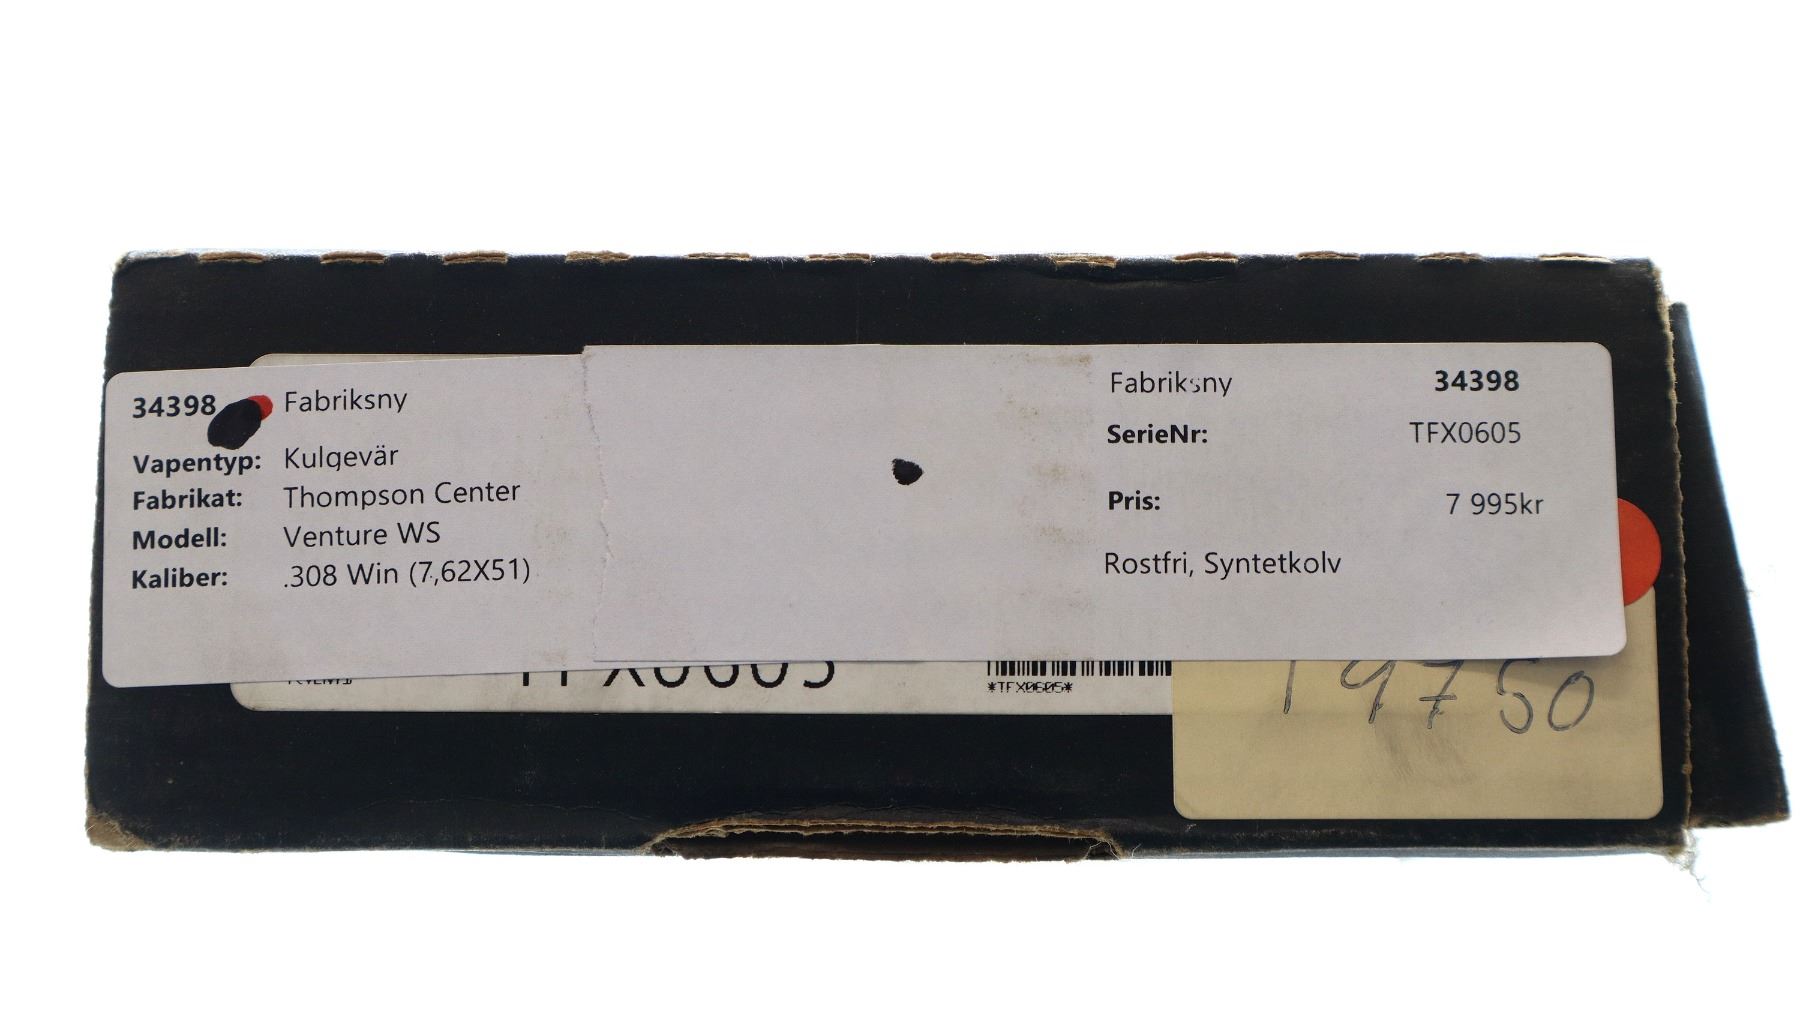 34398 Fabriksny
Vapentyp: Kulgevär
Fabrikat: Thompson Center
Modell: Venture WS
Kaliber: .308 Win (7,62X51)
Fabriksny 34398
SerieNr: TFX0605
Pris: 7 995kr
Rostfri, Syntetkolv
TFX0605
*TFX0605*
19750